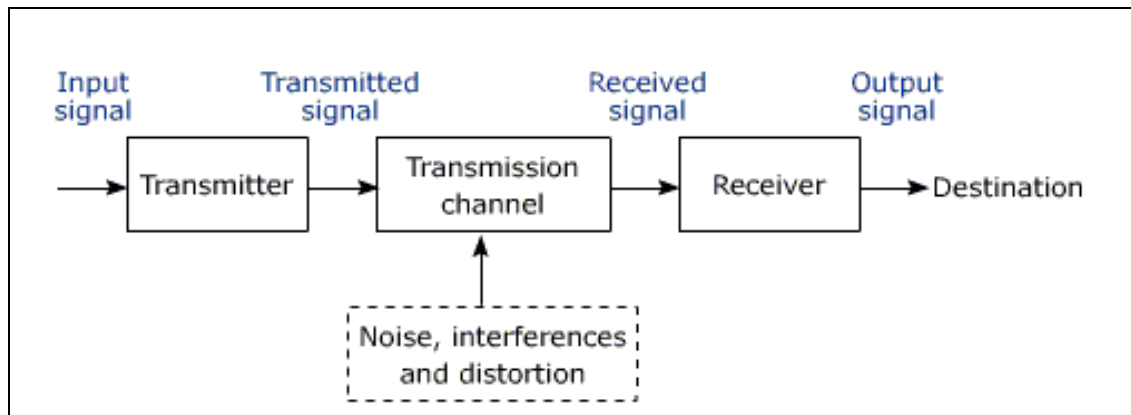 Input
signal
Transmitted
signal
Received
signal
Output
signal
Transmitter
Transmission
channel
Receiver
Destination
Noise, interferences
and distortion